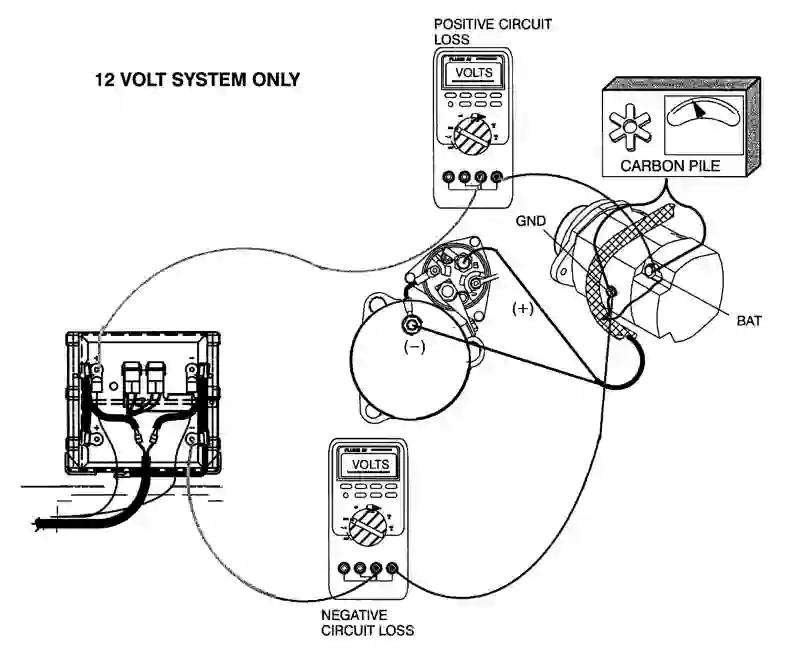 POSITIVE CIRCUIT
LOSS
12 VOLT SYSTEM ONLY
VOLTS
CARBON PILE
GND
(+)
BAT
(−)
+
−
+
−
VOLTS
NEGATIVE
CIRCUIT LOSS